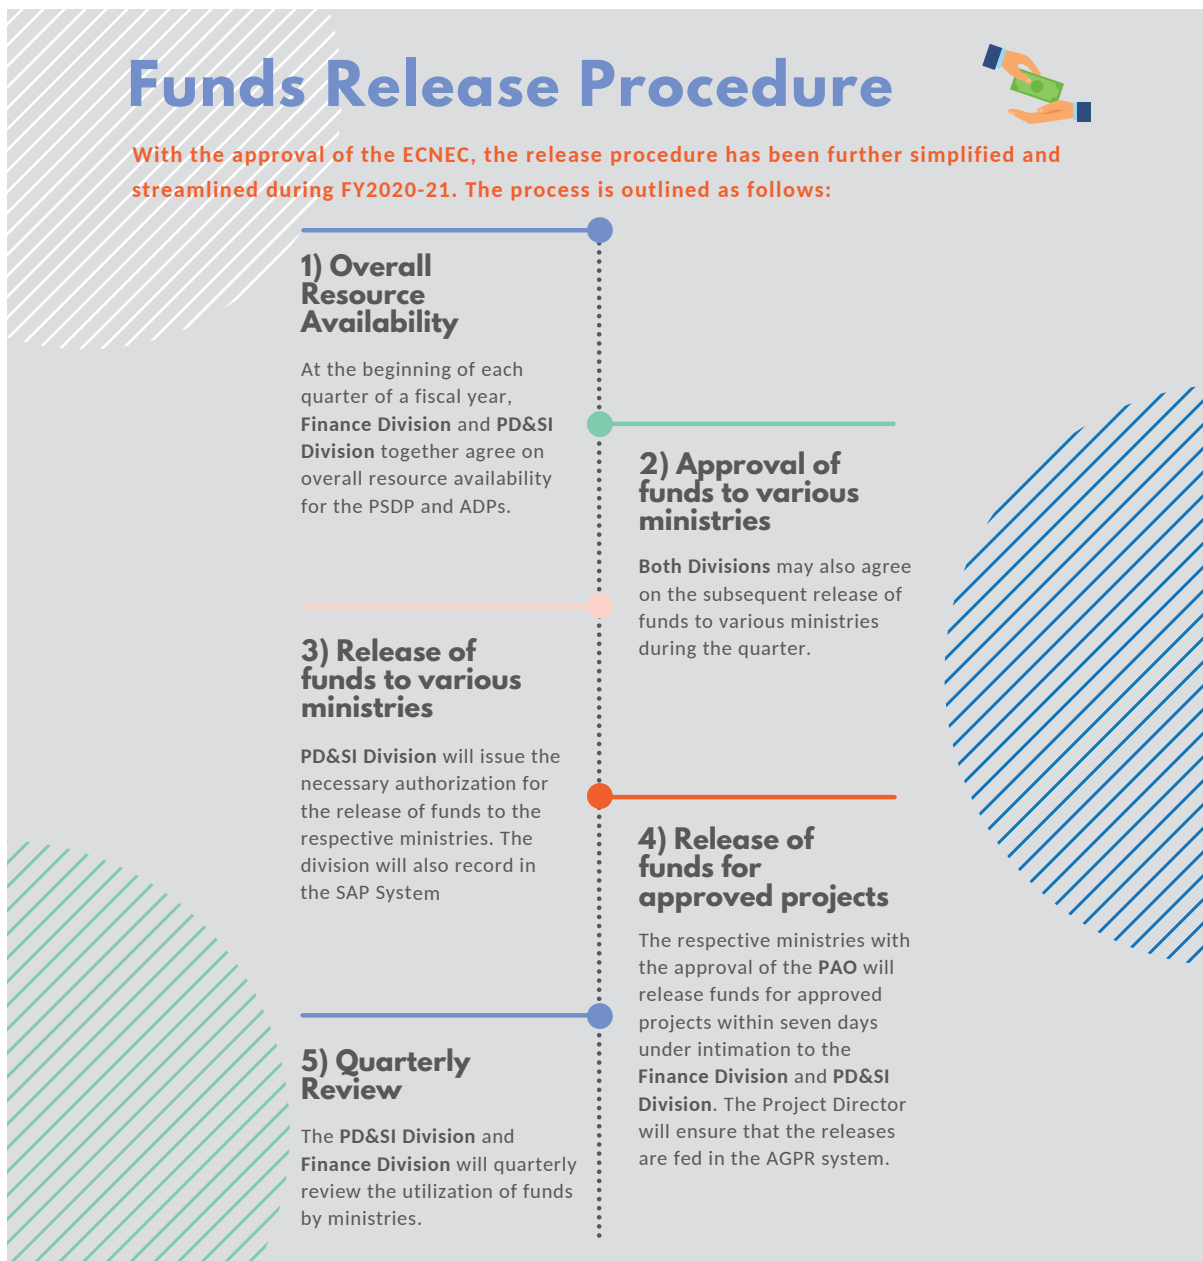 Funds Release Procedure
With the approval of the ECNEC, the release procedure has been further simplified and
streamlined during FY2020-21. The process is outlined as follows:
1) Overall
Resource
Availability
At the beginning of each
quarter of a fiscal year,
Finance Division and PD&SI
Division together agree on
overall resource availability
for the PSDP and ADPs.
2) Approval of
funds to various
ministries
Both Divisions may also agree
on the subsequent release of
funds to various ministries
during the quarter.
3) Release of
funds to various
ministries
PD&SI Division will issue the
necessary authorization for
the release of funds to the
respective ministries. The
division will also record in
the SAP System
4) Release of
funds for
approved projects
The respective ministries with
the approval of the PAO will
release funds for approved
projects within seven days
under intimation to the
Finance Division and PD&SI
Division. The Project Director
will ensure that the releases
are fed in the AGPR system.
5) Quarterly
Review
The PD&SI Division and
Finance Division will quarterly
review the utilization of funds
by ministries.